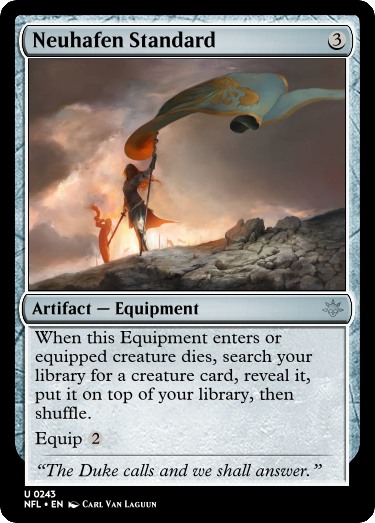 Neuhafen Standard 3
Artifact — Equipment
When this Equipment enters or
equipped creature dies, search your
library for a creature card, reveal it,
put it on top of your library, then
shuffle.
Equip 2
“The Duke calls and we shall answer.”
U 0243
NFL • EN Carl Van Laguun